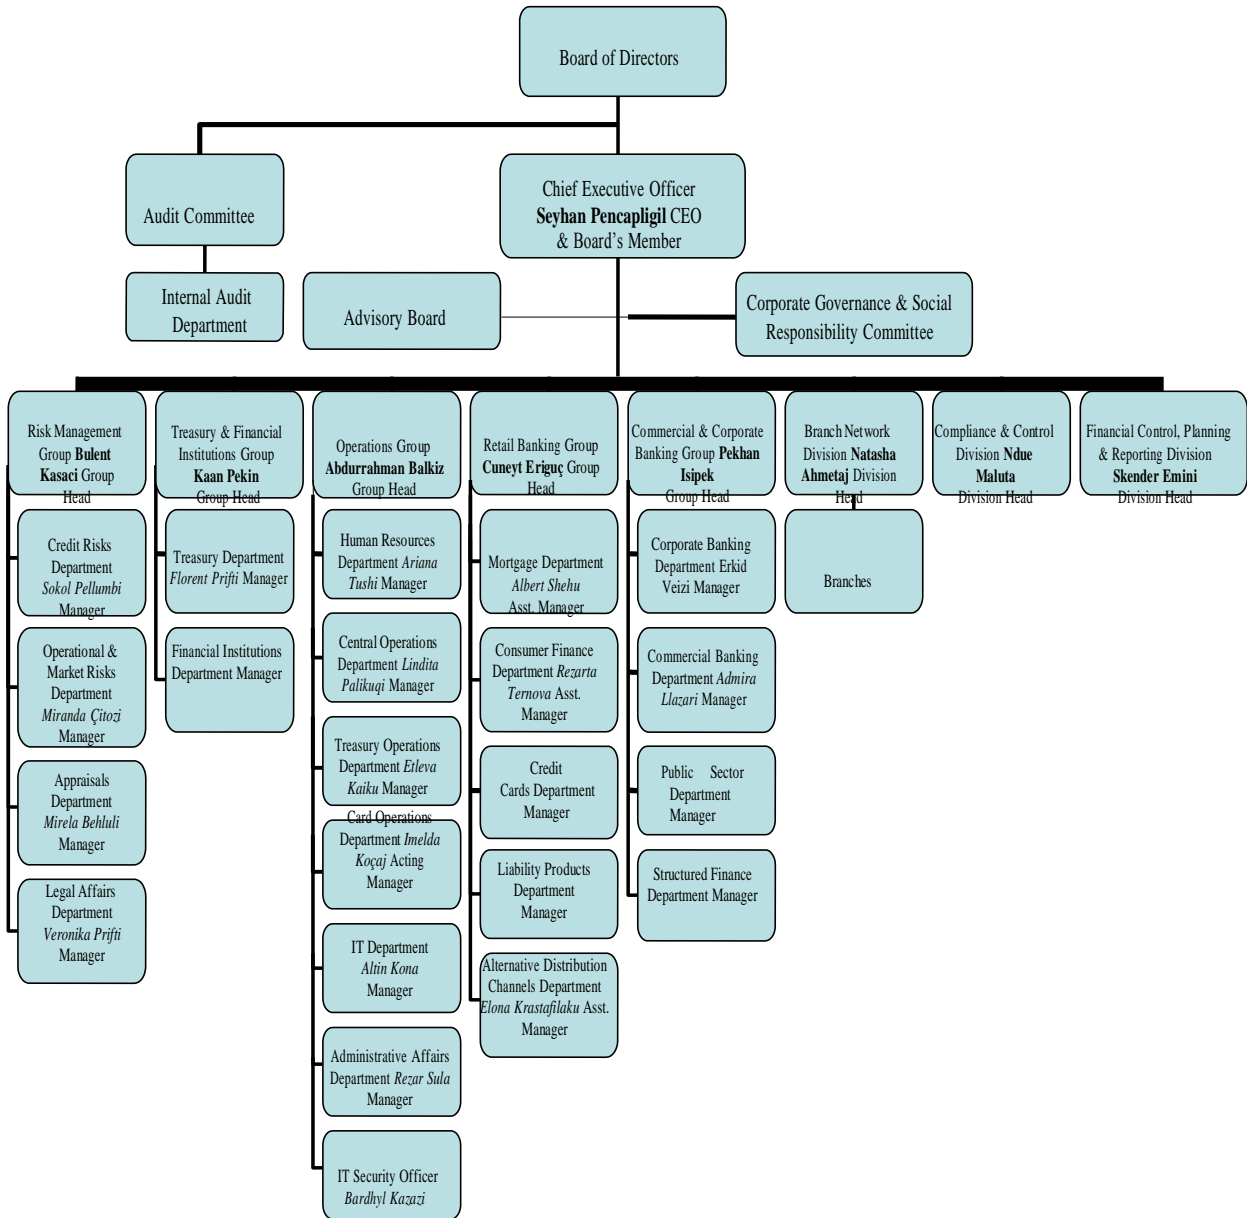 Board of Directors
Audit Committee
Chief Executive Officer
Seyhan Pencapligil CEO
& Board’s Member
Internal Audit
Department
Advisory Board
Corporate Governance & Social
Responsibility Committee
Risk Management
Group Bulent
Kasaci Group
Head
Treasury & Financial
Institutions Group
Kaan Pekin
Group Head
Operations Group
Abdurrahman Balkiz
Group Head
Retail Banking Group
Cuneyt Eriguç Group
Head
Commercial & Corporate
Banking Group Pekhan
Isipek
Group Head
Branch Network
Division Natasha
Ahmetaj Division
Head
Compliance & Control
Division Ndue
Maluta
Division Head
Financial Control, Planning
& Reporting Division
Skender Emini
Division Head
Credit Risks
Department
Sokol Pellumbi
Manager
Operational &
Market Risks
Department
Miranda Çitozi
Manager
Appraisals
Department
Mirela Behluli
Manager
Legal Affairs
Department
Veronika Prifti
Manager
Treasury Department
Florent Prifti Manager
Financial Institutions
Department Manager
Human Resources
Department Ariana
Tushi Manager
Central Operations
Department Lindita
Palikuqi Manager
Treasury Operations
Department Etleva
Kaiku Manager
Card Operations
Department Imelda
Koçaj Acting
Manager
IT Department
Altin Kona
Manager
Administrative Affairs
Department Rezar Sula
Manager
IT Security Officer
Bardhyl Kazazi
Mortgage Department
Albert Shehu
Asst. Manager
Consumer Finance
Department Rezarta
Ternova Asst.
Manager
Credit
Cards Department
Manager
Liability Products
Department
Manager
Alternative Distribution
Channels Department
Elona Krastafilaku Asst.
Manager
Corporate Banking
Department Erkid
Veizi Manager
Commercial Banking
Department Admira
Llazari Manager
Public Sector
Department
Manager
Structured Finance
Department Manager
Branches